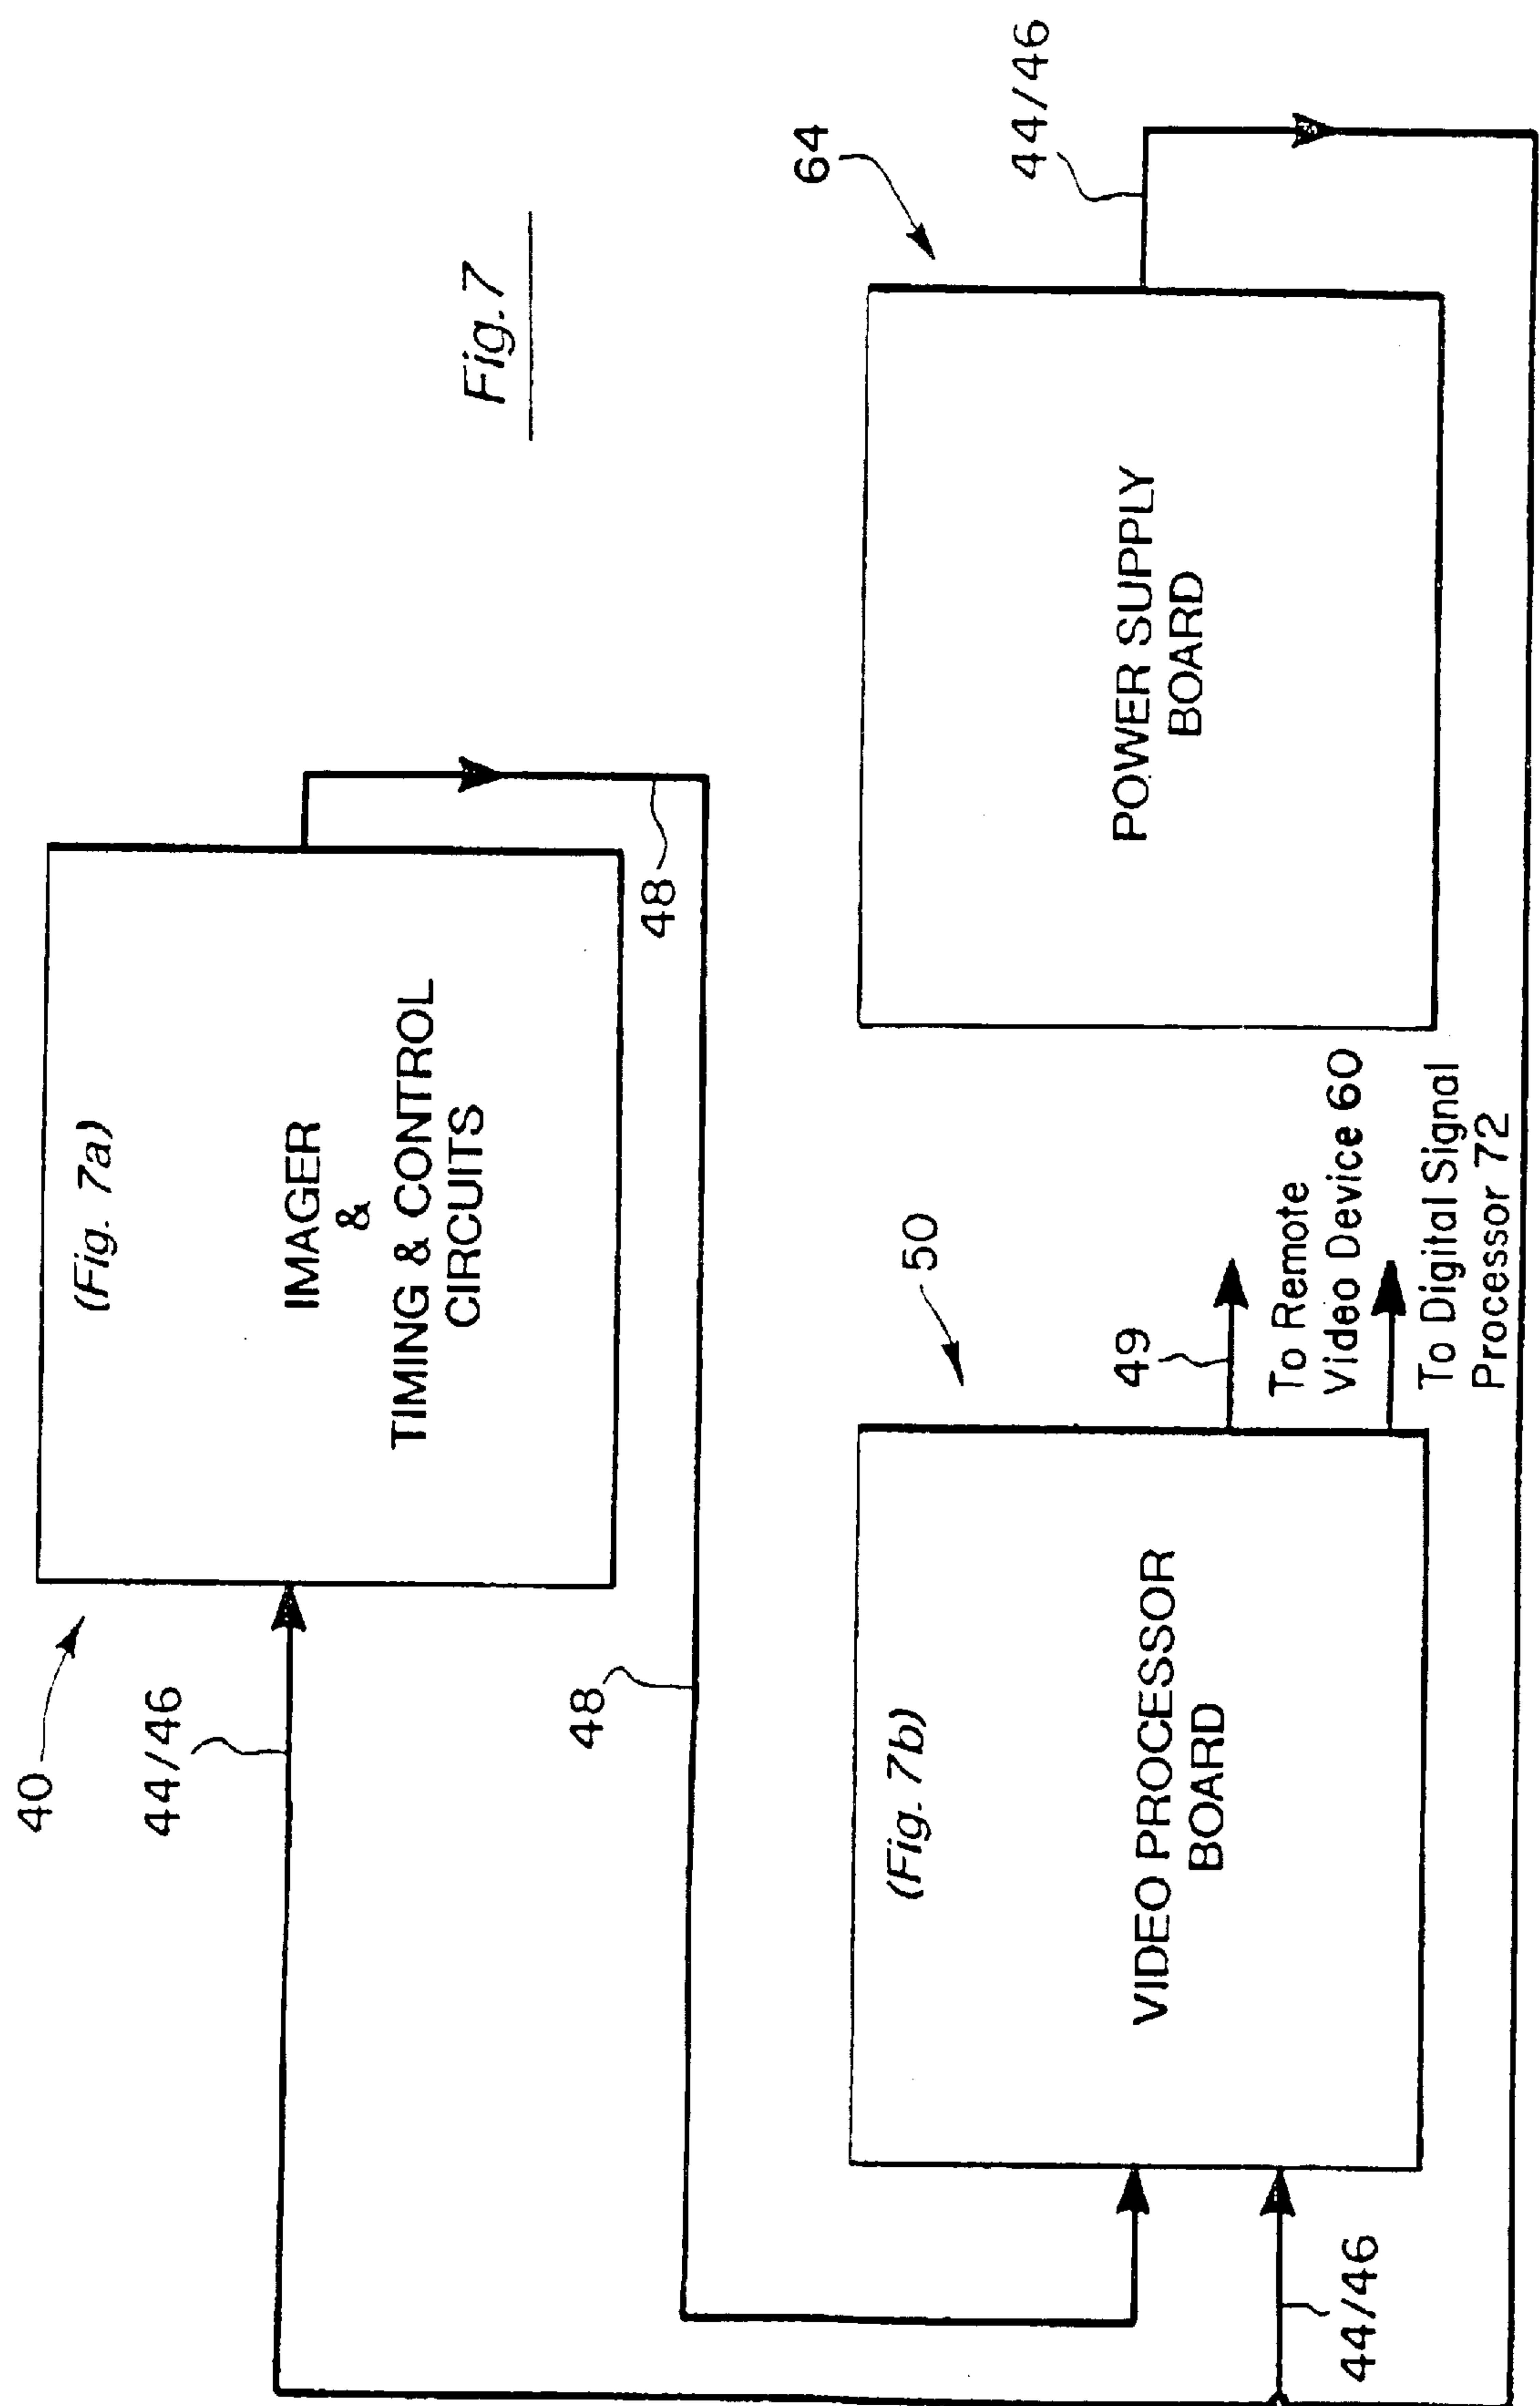 Fig. 7
40
(Fig. 7a)
IMAGER
&
TIMING & CONTROL
CIRCUITS
44/46
48
48
50
(Fig. 7b)
VIDEO PROCESSOR
BOARD
49
To Remote
Video Device 60
To Digital Signal
Processor 72
44/46
64
POWER SUPPLY
BOARD
44/46